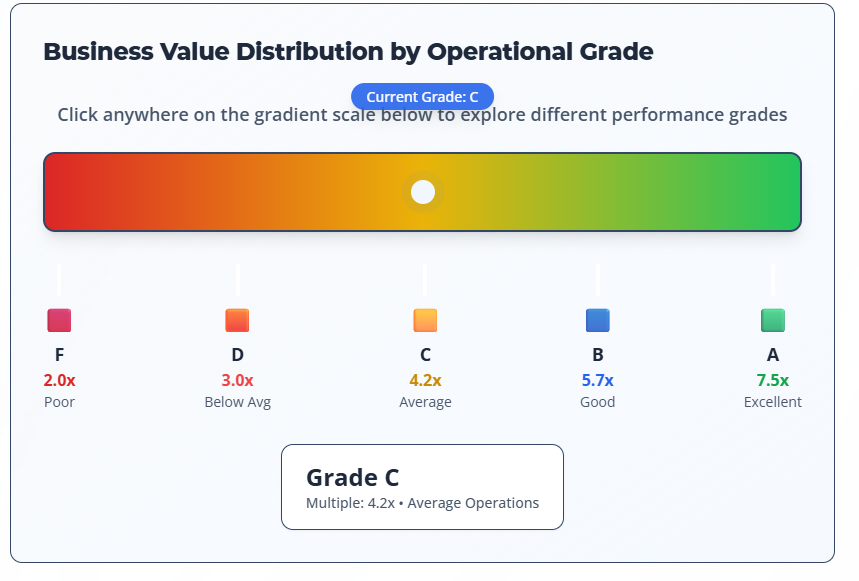 Business Value Distribution by Operational Grade
Current Grade: C
Click anywhere on the gradient scale below to explore different performance grades
F D C B A
2.0x 3.0x 4.2x 5.7x 7.5x
Poor Below Avg Average Good Excellent
Grade C
Multiple: 4.2x • Average Operations